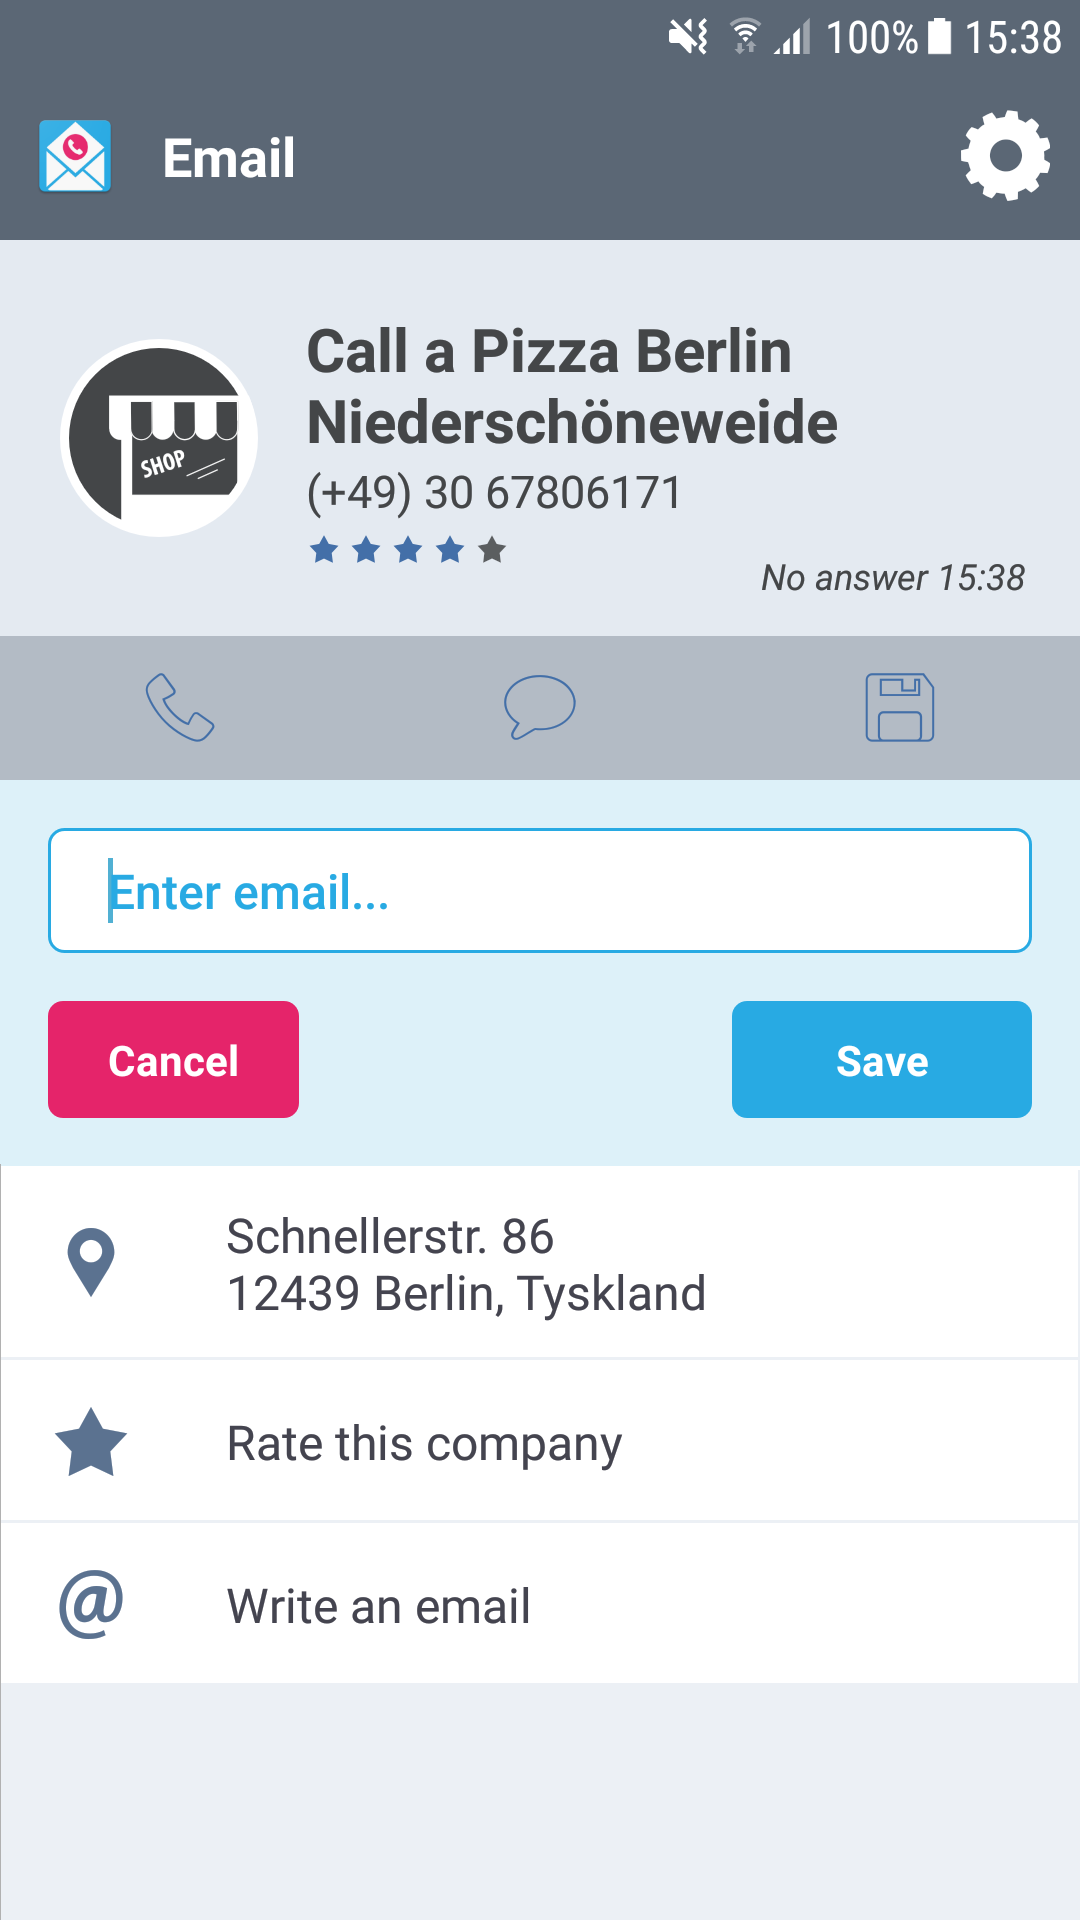 100% 15:38
Email
Call a Pizza Berlin
Niederschöneweide
SHOP
(+49) 30 67806171
No answer 15:38
Enter email...
Cancel
Save
Schnellerstr. 86
12439 Berlin, Tyskland
Rate this company
@
Write an email